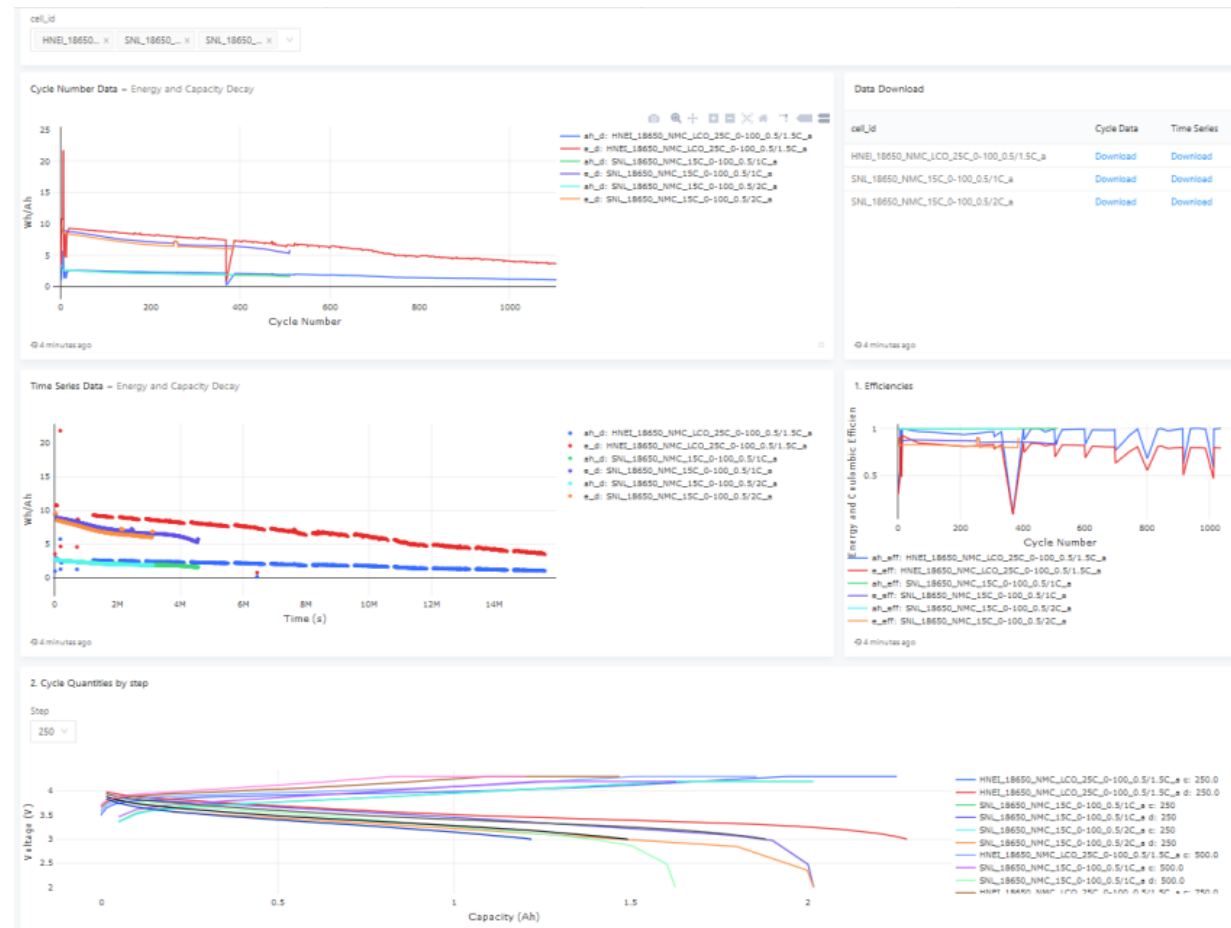 cell_id
HNEI_18650... × SNL_18650_... × SNL_18650_... ×
Cycle Number Data – Energy and Capacity Decay
25
20
15
10
5
0
Wh/Ah
0 200 400 600 800 1000
Cycle Number
ah_d: HNEI_18650_NMC_LCO_25C_0-100_0.5/1.5C_a
e_d: HNEI_18650_NMC_LCO_25C_0-100_0.5/1.5C_a
ah_d: SNL_18650_NMC_15C_0-100_0.5/1C_a
e_d: SNL_18650_NMC_15C_0-100_0.5/1C_a
ah_d: SNL_18650_NMC_15C_0-100_0.5/2C_a
e_d: SNL_18650_NMC_15C_0-100_0.5/2C_a
4 minutes ago
Data Download
cell_id Cycle Data Time Series
HNEI_18650_NMC_LCO_25C_0-100_0.5/1.5C_a Download Download
SNL_18650_NMC_15C_0-100_0.5/1C_a Download Download
SNL_18650_NMC_15C_0-100_0.5/2C_a Download Download
4 minutes ago
Time Series Data – Energy and Capacity Decay
20
15
10
5
0
Wh/Ah
0 2M 4M 6M 8M 10M 12M 14M
Time (s)
ah_d: HNEI_18650_NMC_LCO_25C_0-100_0.5/1.5C_a
e_d: HNEI_18650_NMC_LCO_25C_0-100_0.5/1.5C_a
ah_d: SNL_18650_NMC_15C_0-100_0.5/1C_a
e_d: SNL_18650_NMC_15C_0-100_0.5/1C_a
ah_d: SNL_18650_NMC_15C_0-100_0.5/2C_a
e_d: SNL_18650_NMC_15C_0-100_0.5/2C_a
4 minutes ago
1. Efficiencies
Energy and Coulombic Efficien
1
0.5
0 200 400 600 800 1000
Cycle Number
ah_eff: HNEI_18650_NMC_LCO_25C_0-100_0.5/1.5C_a
e_eff: HNEI_18650_NMC_LCO_25C_0-100_0.5/1.5C_a
ah_eff: SNL_18650_NMC_15C_0-100_0.5/1C_a
e_eff: SNL_18650_NMC_15C_0-100_0.5/1C_a
ah_eff: SNL_18650_NMC_15C_0-100_0.5/2C_a
e_eff: SNL_18650_NMC_15C_0-100_0.5/2C_a
4 minutes ago
2. Cycle Quantities by step
Step
250
4
3.5
3
2.5
2
Voltage (V)
0 0.5 1 1.5 2
Capacity (Ah)
HNEI_18650_NMC_LCO_25C_0-100_0.5/1.5C_a c: 250.0
HNEI_18650_NMC_LCO_25C_0-100_0.5/1.5C_a d: 250.0
SNL_18650_NMC_15C_0-100_0.5/1C_a c: 250
SNL_18650_NMC_15C_0-100_0.5/1C_a d: 250
SNL_18650_NMC_15C_0-100_0.5/2C_a c: 250
SNL_18650_NMC_15C_0-100_0.5/2C_a d: 250
HNEI_18650_NMC_LCO_25C_0-100_0.5/1.5C_a c: 500.0
SNL_18650_NMC_15C_0-100_0.5/1C_a c: 500.0
SNL_18650_NMC_15C_0-100_0.5/1C_a d: 500.0
HNEI_18650_NMC_LCO_25C_0-100_0.5/1.5C_a c: 750.0